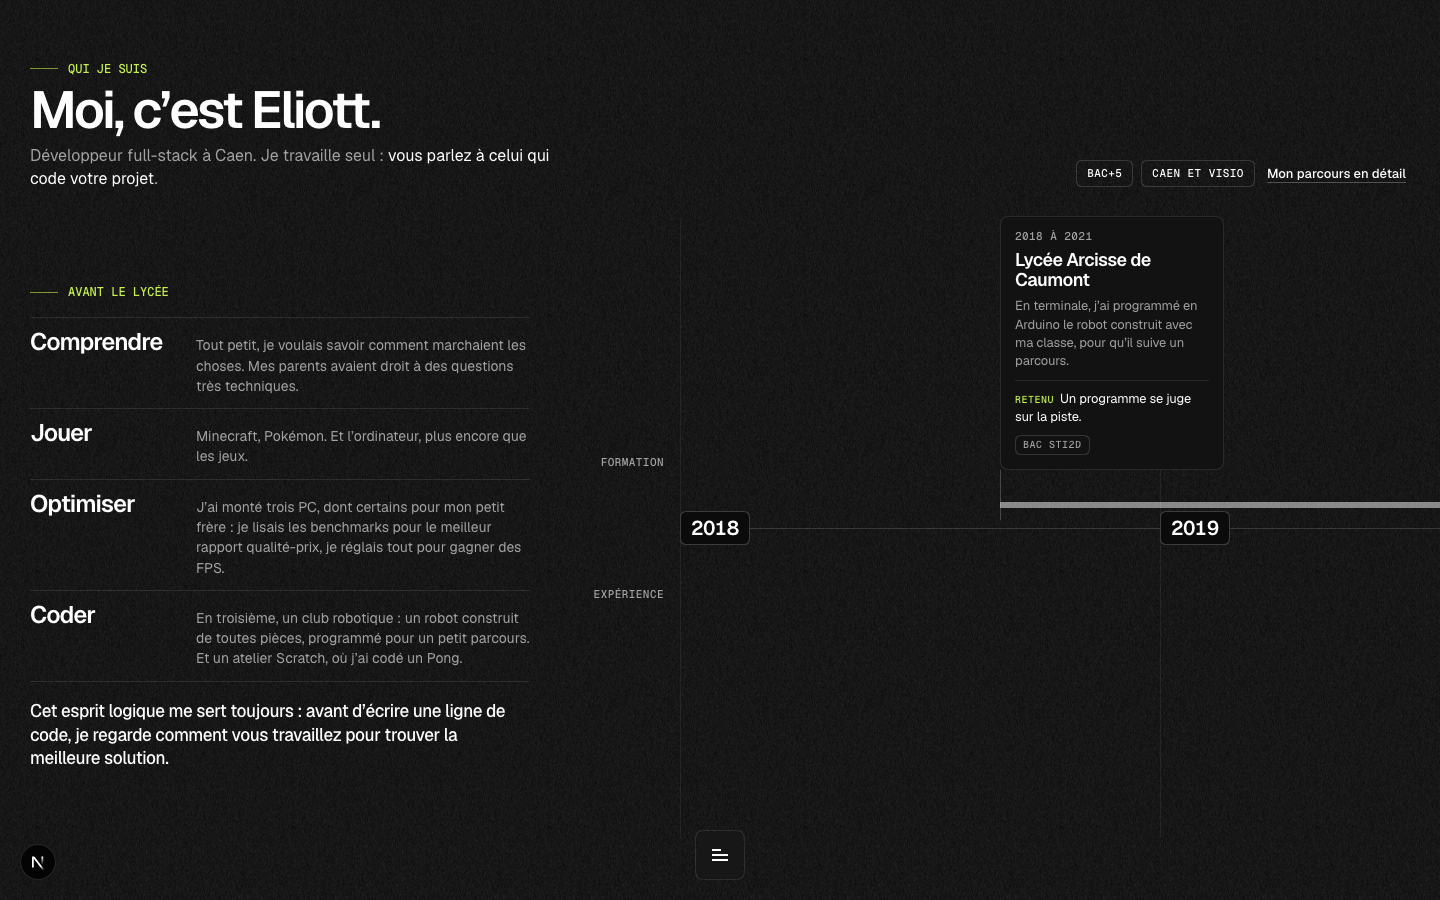 QUI JE SUIS
Moi, c’est Eliott.
Développeur full-stack à Caen. Je travaille seul : vous parlez à celui qui
code votre projet.
BAC+5
CAEN ET VISIO
Mon parcours en détail
AVANT LE LYCÉE
Comprendre
Tout petit, je voulais savoir comment marchaient les
choses. Mes parents avaient droit à des questions
très techniques.
Jouer
Minecraft, Pokémon. Et l’ordinateur, plus encore que
les jeux.
Optimiser
J’ai monté trois PC, dont certains pour mon petit
frère : je lisais les benchmarks pour le meilleur
rapport qualité-prix, je réglais tout pour gagner des
FPS.
Coder
En troisième, un club robotique : un robot construit
de toutes pièces, programmé pour un petit parcours.
Et un atelier Scratch, où j’ai codé un Pong.
Cet esprit logique me sert toujours : avant d’écrire une ligne de
code, je regarde comment vous travaillez pour trouver la
meilleure solution.
2018 À 2021
Lycée Arcisse de
Caumont
En terminale, j’ai programmé en
Arduino le robot construit avec
ma classe, pour qu’il suive un
parcours.
RETENU Un programme se juge
sur la piste.
BAC STI2D
FORMATION
2018
2019
EXPÉRIENCE
N